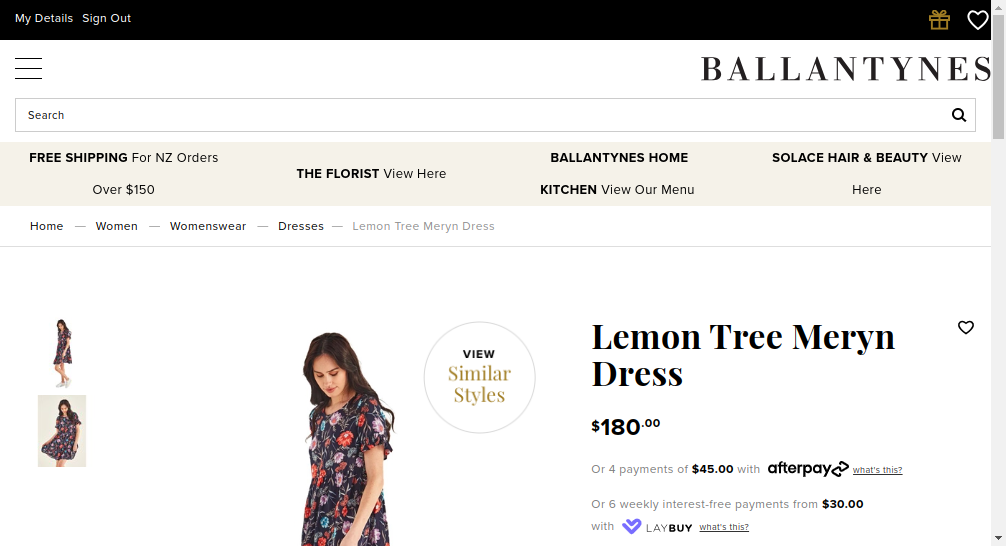 My Details Sign Out
BALLANTYNES
Search
FREE SHIPPING For NZ Orders
Over $150
THE FLORIST View Here
BALLANTYNES HOME
KITCHEN View Our Menu
SOLACE HAIR & BEAUTY View
Here
Home — Women — Womenswear — Dresses — Lemon Tree Meryn Dress
VIEW
Similar
Styles
Lemon Tree Meryn
Dress
$180.00
Or 4 payments of $45.00 with afterpay what's this?
Or 6 weekly interest-free payments from $30.00
with LAYBUY what's this?